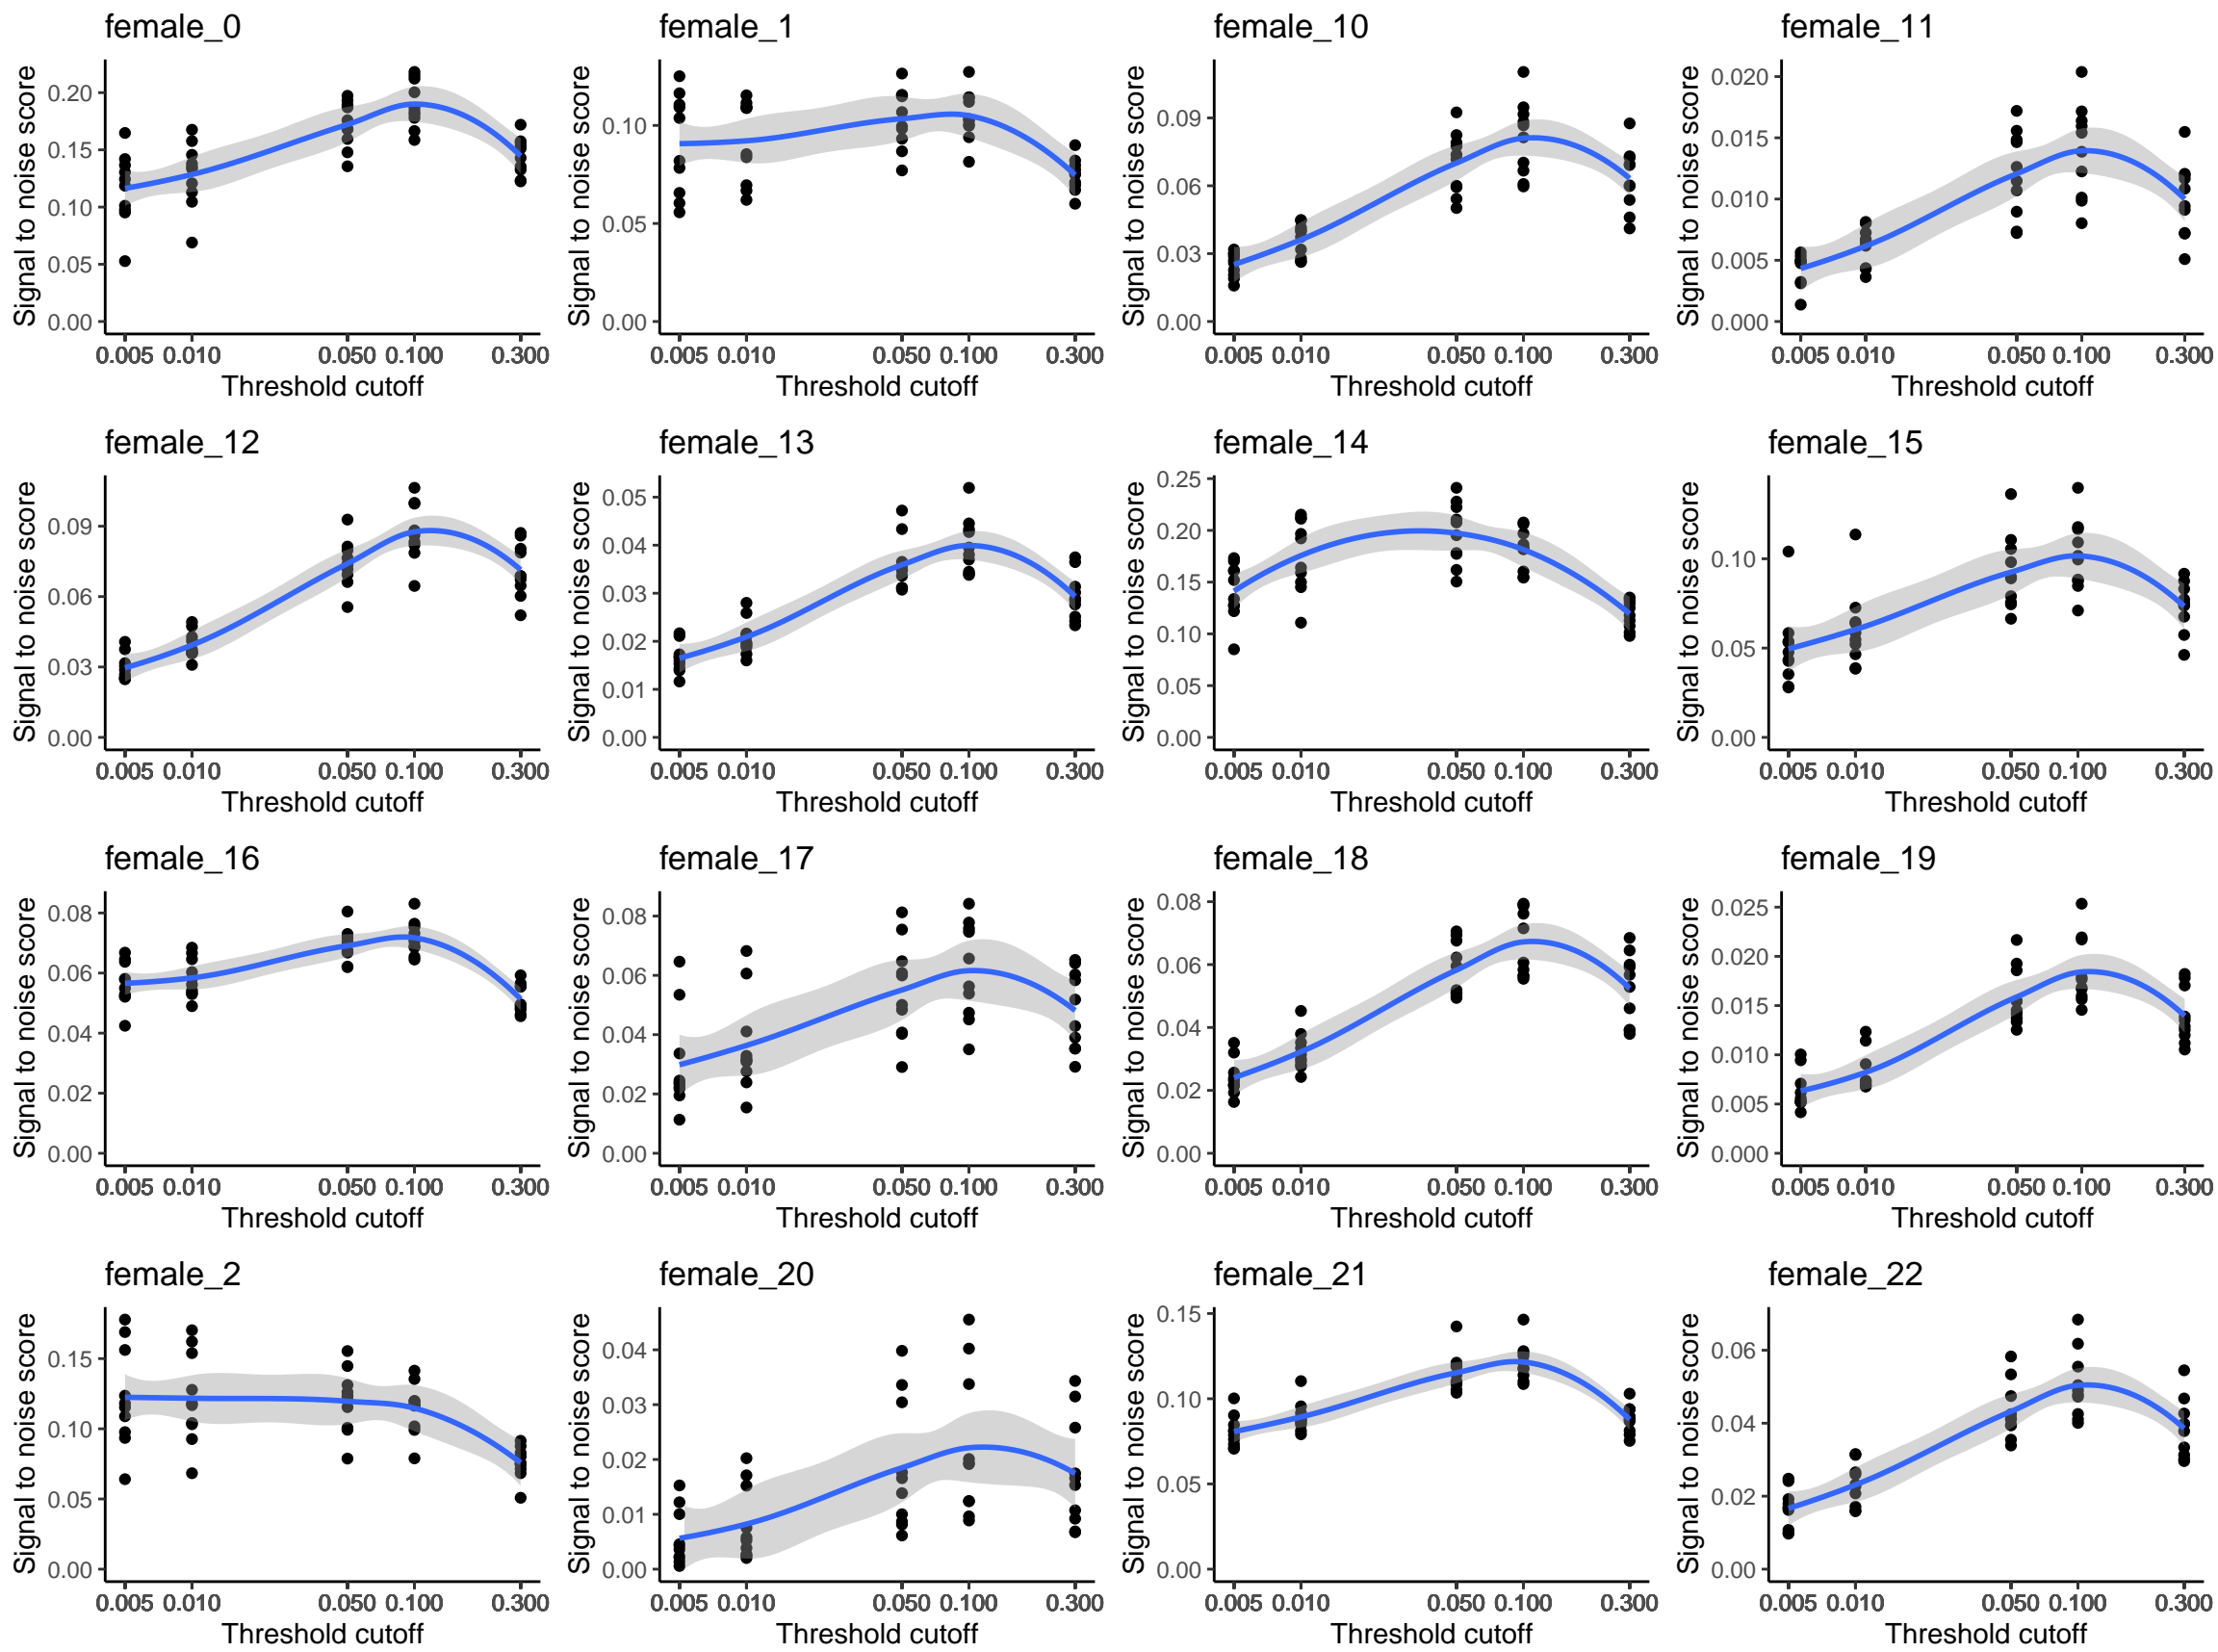 female_0 female_1 female_10 female_11
Signal to noise score Signal to noise score Signal to noise score Signal to noise score
0.20 0.15 0.10 0.05 0.00
0.10 0.05 0.00
0.09 0.06 0.03 0.00
0.020 0.015 0.010 0.005 0.000
0.005 0.010 0.050 0.100 0.300 0.005 0.010 0.050 0.100 0.300 0.005 0.010 0.050 0.100 0.300 0.005 0.010 0.050 0.100 0.300
Threshold cutoff Threshold cutoff Threshold cutoff Threshold cutoff
female_12 female_13 female_14 female_15
Signal to noise score Signal to noise score Signal to noise score Signal to noise score
0.09 0.06 0.03 0.00
0.05 0.04 0.03 0.02 0.01 0.00
0.25 0.20 0.15 0.10 0.05 0.00
0.10 0.05 0.00
0.005 0.010 0.050 0.100 0.300 0.005 0.010 0.050 0.100 0.300 0.005 0.010 0.050 0.100 0.300 0.005 0.010 0.050 0.100 0.300
Threshold cutoff Threshold cutoff Threshold cutoff Threshold cutoff
female_16 female_17 female_18 female_19
Signal to noise score Signal to noise score Signal to noise score Signal to noise score
0.08 0.06 0.04 0.02 0.00
0.08 0.06 0.04 0.02 0.00
0.08 0.06 0.04 0.02 0.00
0.025 0.020 0.015 0.010 0.005 0.000
0.005 0.010 0.050 0.100 0.300 0.005 0.010 0.050 0.100 0.300 0.005 0.010 0.050 0.100 0.300 0.005 0.010 0.050 0.100 0.300
Threshold cutoff Threshold cutoff Threshold cutoff Threshold cutoff
female_2 female_20 female_21 female_22
Signal to noise score Signal to noise score Signal to noise score Signal to noise score
0.15 0.10 0.05 0.00
0.04 0.03 0.02 0.01 0.00
0.15 0.10 0.05 0.00
0.06 0.04 0.02 0.00
0.005 0.010 0.050 0.100 0.300 0.005 0.010 0.050 0.100 0.300 0.005 0.010 0.050 0.100 0.300 0.005 0.010 0.050 0.100 0.300
Threshold cutoff Threshold cutoff Threshold cutoff Threshold cutoff